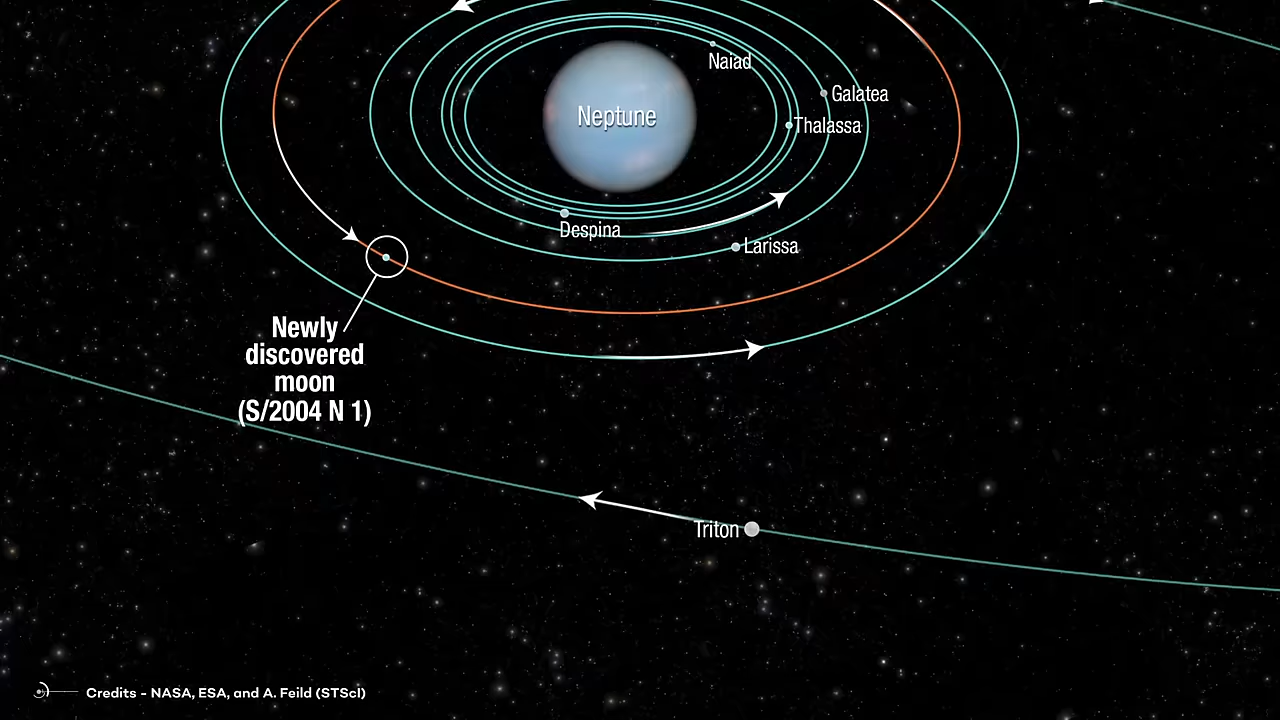 Naiad
Neptune
Galatea
Thalassa
Despina
Larissa
Newly
discovered
moon
(S/2004 N 1)
Triton
Credits - NASA, ESA, and A. Feild (STScI)